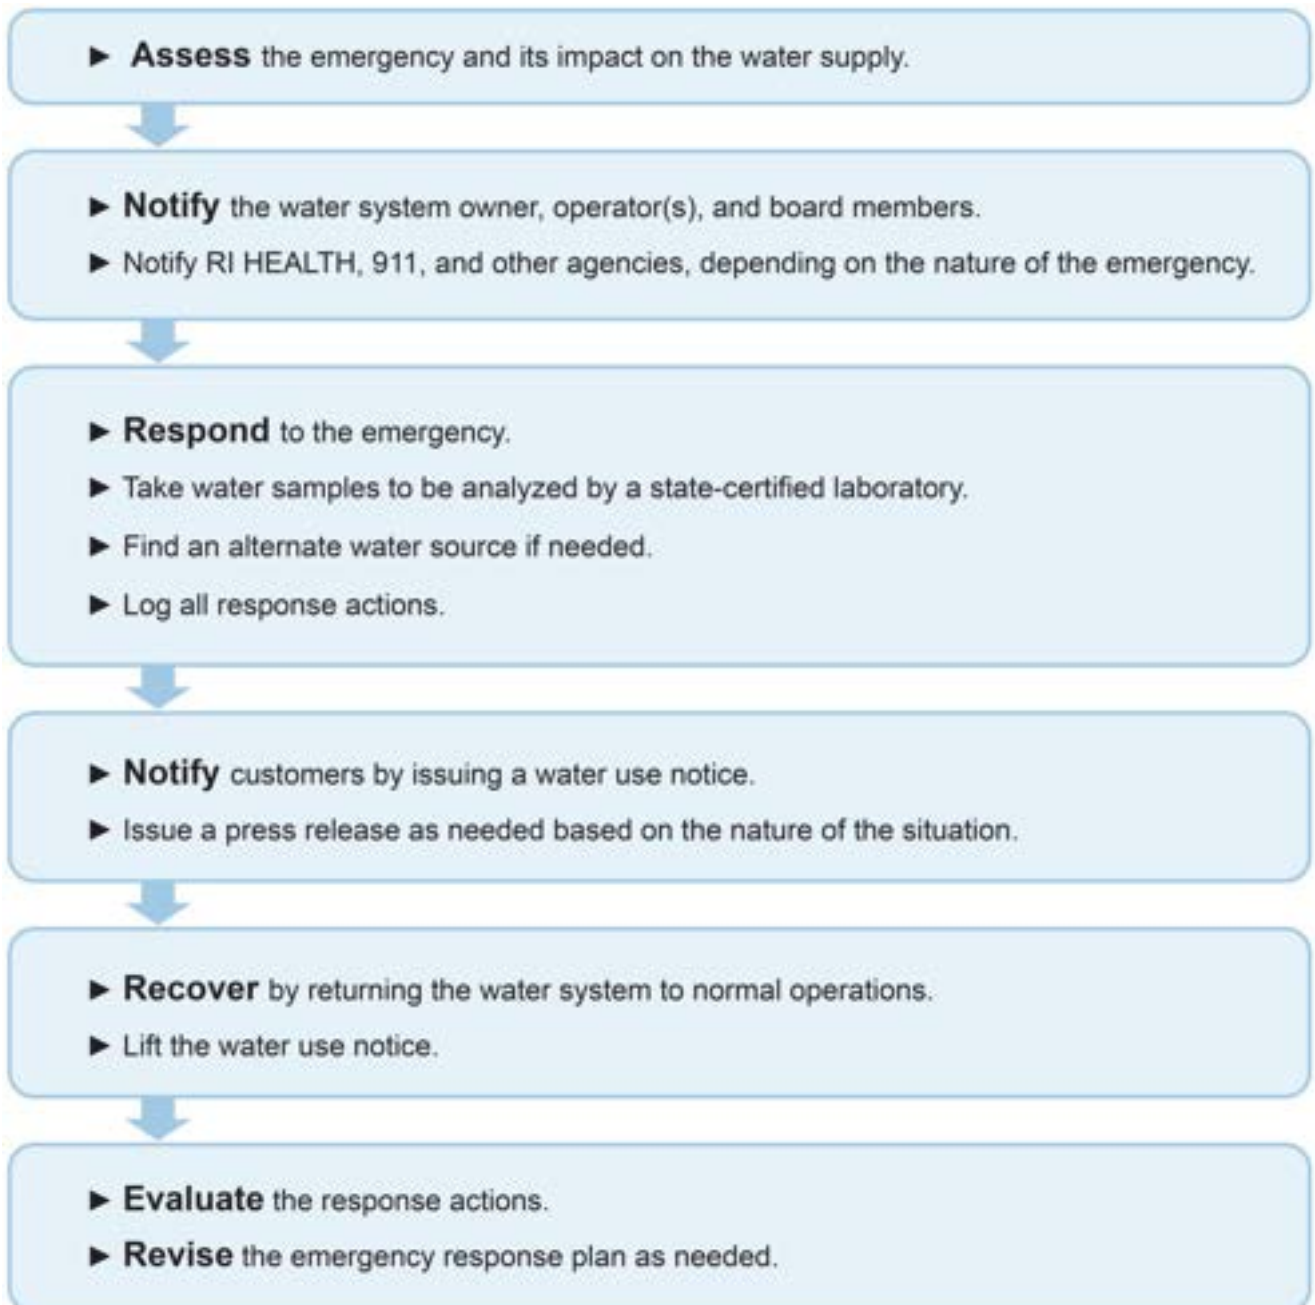 ► Assess the emergency and its impact on the water supply.
► Notify the water system owner, operator(s), and board members.
► Notify RI HEALTH, 911, and other agencies, depending on the nature of the emergency.
► Respond to the emergency.
► Take water samples to be analyzed by a state-certified laboratory.
► Find an alternate water source if needed.
► Log all response actions.
► Notify customers by issuing a water use notice.
► Issue a press release as needed based on the nature of the situation.
► Recover by returning the water system to normal operations.
► Lift the water use notice.
► Evaluate the response actions.
► Revise the emergency response plan as needed.